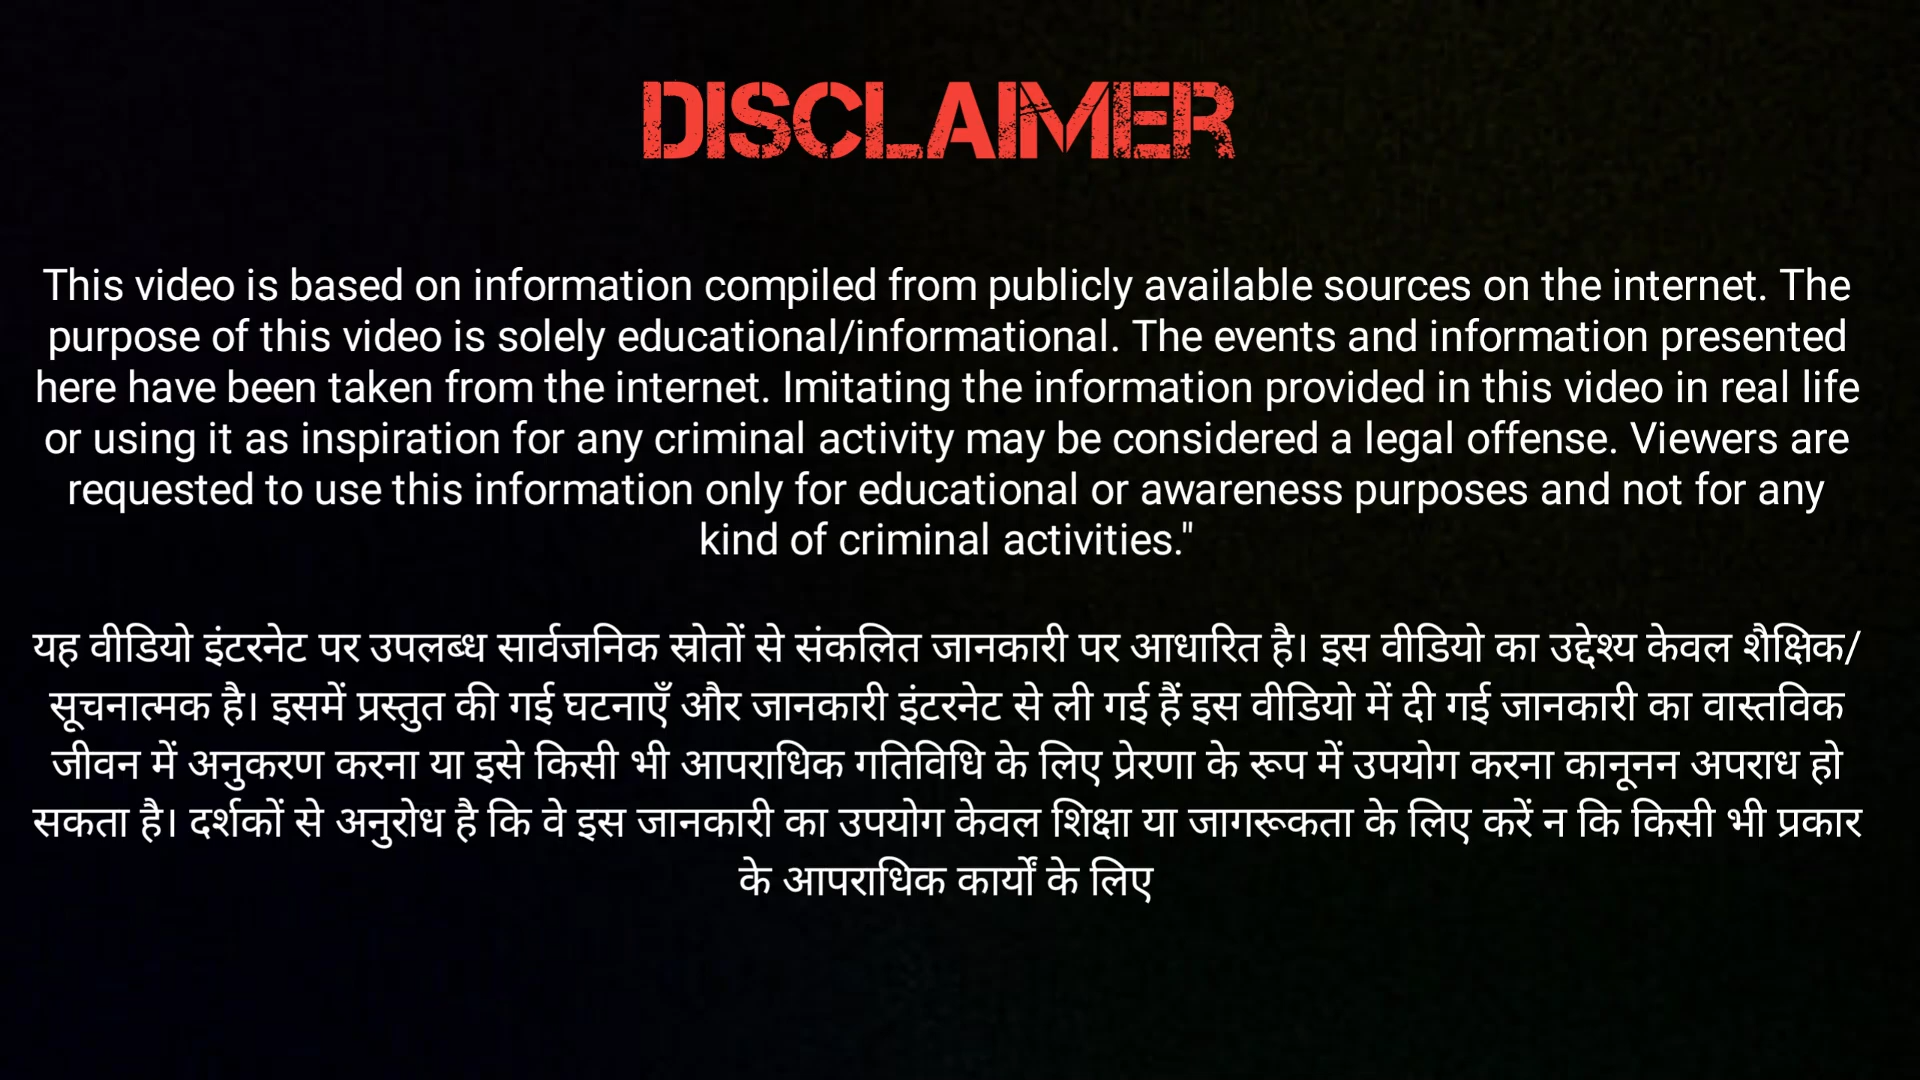 DISCLAIMER
This video is based on information compiled from publicly available sources on the internet. The
purpose of this video is solely educational/informational. The events and information presented
here have been taken from the internet. Imitating the information provided in this video in real life
or using it as inspiration for any criminal activity may be considered a legal offense. Viewers are
requested to use this information only for educational or awareness purposes and not for any
kind of criminal activities."
यह वीडियो इंटरनेट पर उपलब्ध सार्वजनिक स्रोतों से संकलित जानकारी पर आधारित है। इस वीडियो का उद्देश्य केवल शैक्षिक/
सूचनात्मक है। इसमें प्रस्तुत की गई घटनाएँ और जानकारी इंटरनेट से ली गई हैं इस वीडियो में दी गई जानकारी का वास्तविक
जीवन में अनुकरण करना या इसे किसी भी आपराधिक गतिविधि के लिए प्रेरणा के रूप में उपयोग करना कानूनन अपराध हो
सकता है। दर्शकों से अनुरोध है कि वे इस जानकारी का उपयोग केवल शिक्षा या जागरूकता के लिए करें न कि किसी भी प्रकार
के आपराधिक कार्यों के लिए